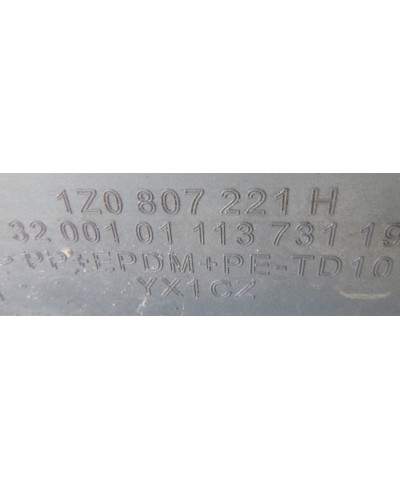 1Z0 807 221 H
32 001 01 113 731 19
>PP+EPDM+PE-TD10
YX1CZ